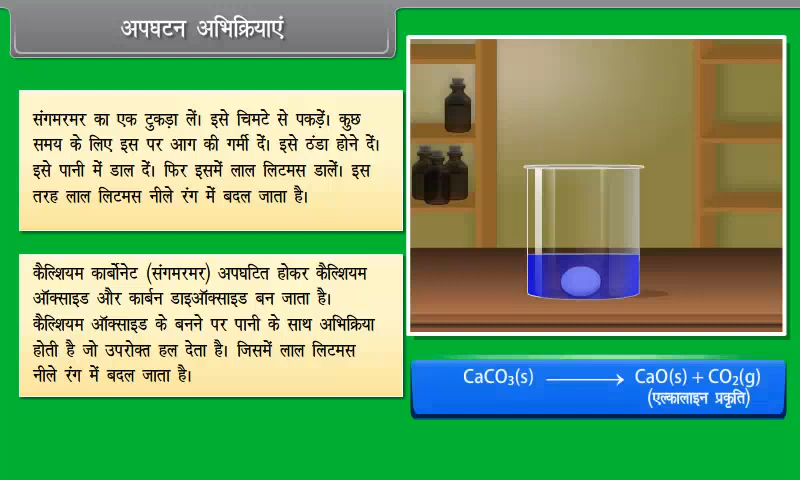 अपघटन अभिक्रियाएं
संगमरमर का एक टुकड़ा लें। इसे चिमटे से पकड़ें। कुछ
समय के लिए इस पर आग की गर्मी दें। इसे ठंडा होने दें।
इसे पानी में डाल दें। फिर इसमें लाल लिटमस डालें। इस
तरह लाल लिटमस नीले रंग में बदल जाता है।
कैल्शियम कार्बोनेट (संगमरमर) अपघटित होकर कैल्शियम
ऑक्साइड और कार्बन डाइऑक्साइड बन जाता है।
कैल्शियम ऑक्साइड के बनने पर पानी के साथ अभिक्रिया
होती है जो उपरोक्त हल देता है। जिसमें लाल लिटमस
नीले रंग में बदल जाता है।
CaCO₃(s) ⟶ CaO(s) + CO₂(g)
(एल्कालाइन प्रकृति)